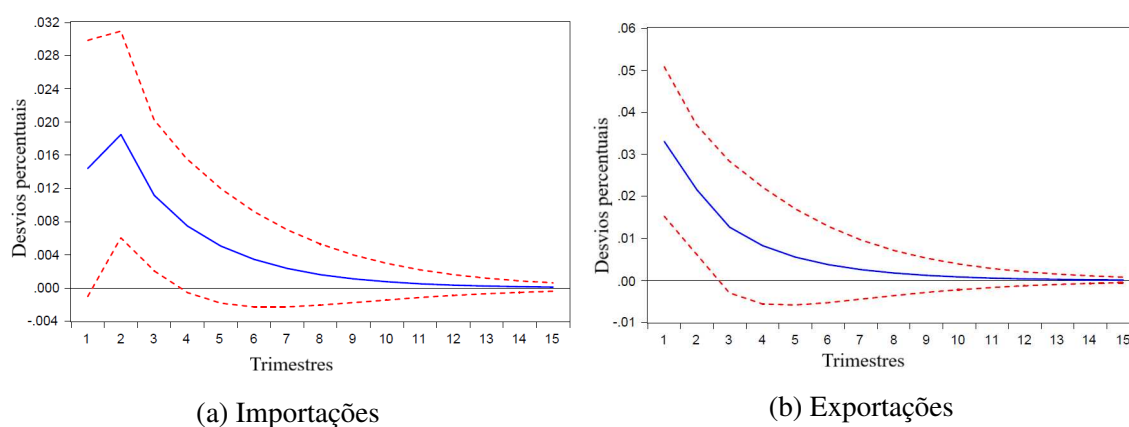 .032
.028
.024
.020
.016
.012
.008
.004
.000
-.004
Desvios percentuais
1 2 3 4 5 6 7 8 9 10 11 12 13 14 15
Trimestres
(a) Importações
.06
.05
.04
.03
.02
.01
.00
-.01
Desvios percentuais
1 2 3 4 5 6 7 8 9 10 11 12 13 14 15
Trimestres
(b) Exportações